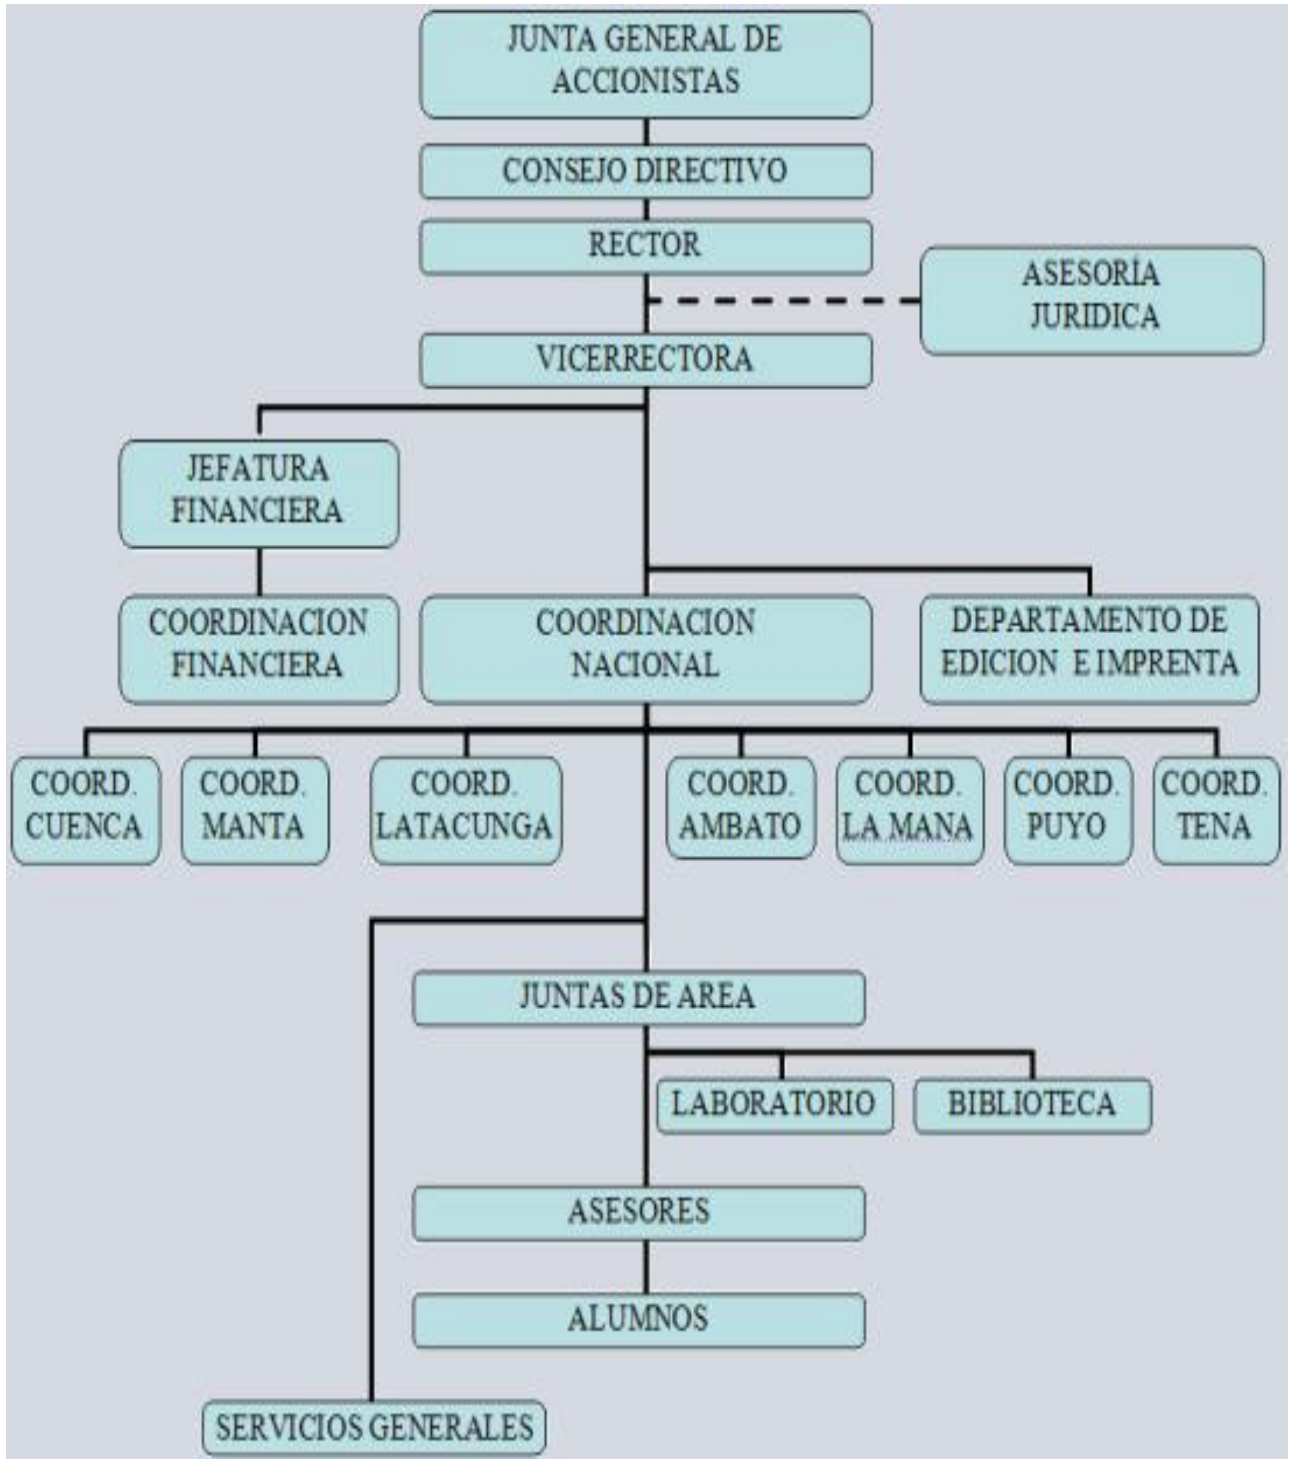 JUNTA GENERAL DE
ACCIONISTAS
CONSEJO DIRECTIVO
RECTOR
ASESORÍA
JURIDICA
VICERRECTORA
JEFATURA
FINANCIERA
COORDINACION
FINANCIERA
COORDINACION
NACIONAL
DEPARTAMENTO DE
EDICION E IMPRENTA
COORD.
CUENCA
COORD.
MANTA
COORD.
LATACUNGA
COORD.
AMBATO
COORD.
LA MANA
COORD.
PUYO
COORD.
TENA
JUNTAS DE AREA
LABORATORIO
BIBLIOTECA
ASESORES
ALUMNOS
SERVICIOS GENERALES